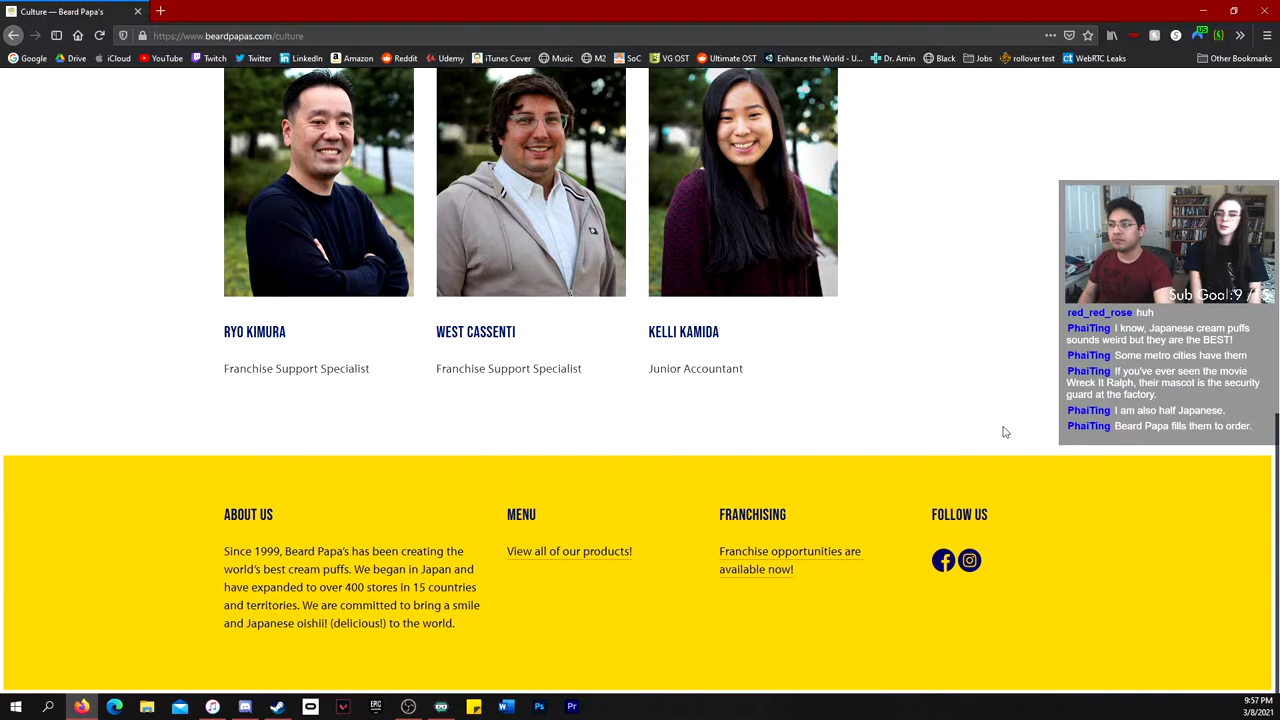 Culture — Beard Papa's
https://www.beardpapas.com/culture
Google Drive iCloud YouTube Twitch Twitter LinkedIn Amazon Reddit Udemy iTunes Cover Music M2 SoC VG OST Ultimate OST Enhance the World - U... Dr. Amin Black Jobs rollover test WebRTC Leaks Other Bookmarks
RYO KIMURA
Franchise Support Specialist
WEST CASSENTI
Franchise Support Specialist
KELLI KAMIDA
Junior Accountant
Sub Goal:9 /15
red_red_rose huh
PhaiTing I know, Japanese cream puffs
sounds weird but they are the BEST!
PhaiTing Some metro cities have them
PhaiTing If you've ever seen the movie
Wreck It Ralph, their mascot is the security
guard at the factory.
PhaiTing I am also half Japanese.
PhaiTing Beard Papa fills them to order.
ABOUT US
Since 1999, Beard Papa's has been creating the
world's best cream puffs. We began in Japan and
have expanded to over 400 stores in 15 countries
and territories. We are committed to bring a smile
and Japanese oishii! (delicious!) to the world.
MENU
View all of our products!
FRANCHISING
Franchise opportunities are
available now!
FOLLOW US
EPIC
Ps
Pr
9:57 PM
3/8/2021